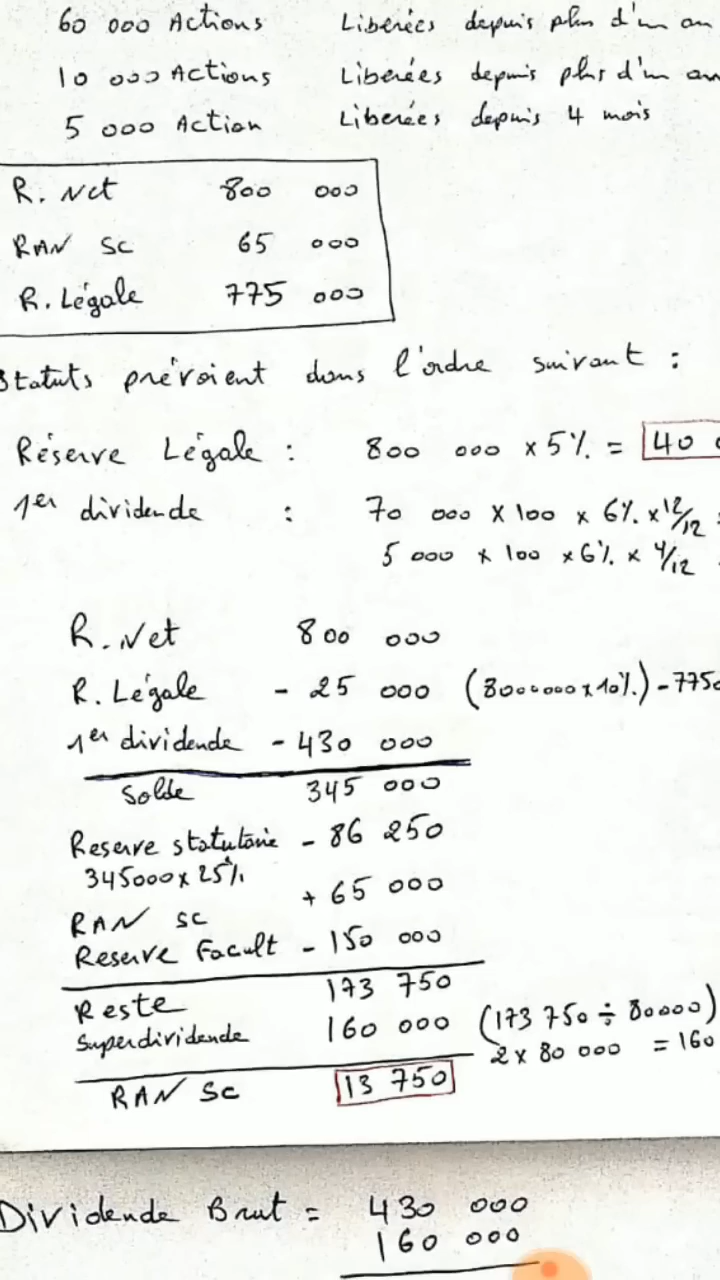 60 000 Actions Liberées depuis plus d'un an
10 000 Actions Liberées depuis plus d'un an
5 000 Action Liberées depuis 4 mois
R. Net 800 000
RAN SC 65 000
R. Légale 775 000
Statuts prévoient dans l'ordre suivant :
Réserve Légale : 800 000 x 5% = 40 0
1er dividende : 70 000 x 100 x 6% x 12/12 =
5 000 x 100 x 6% x 4/12
R. Net 800 000
R. Légale - 25 000 (8000000 x 10%) - 7750
1er dividende - 430 000
Solde 345 000
Reserve statutaire - 86 250
345000 x 25%
RAN SC + 65 000
Reserve Facult - 150 000
Reste 173 750
Superdividende 160 000 (173 750 ÷ 80000)
2 x 80 000 = 160
RAN SC 13 750
Dividende Brut = 430 000
160 000